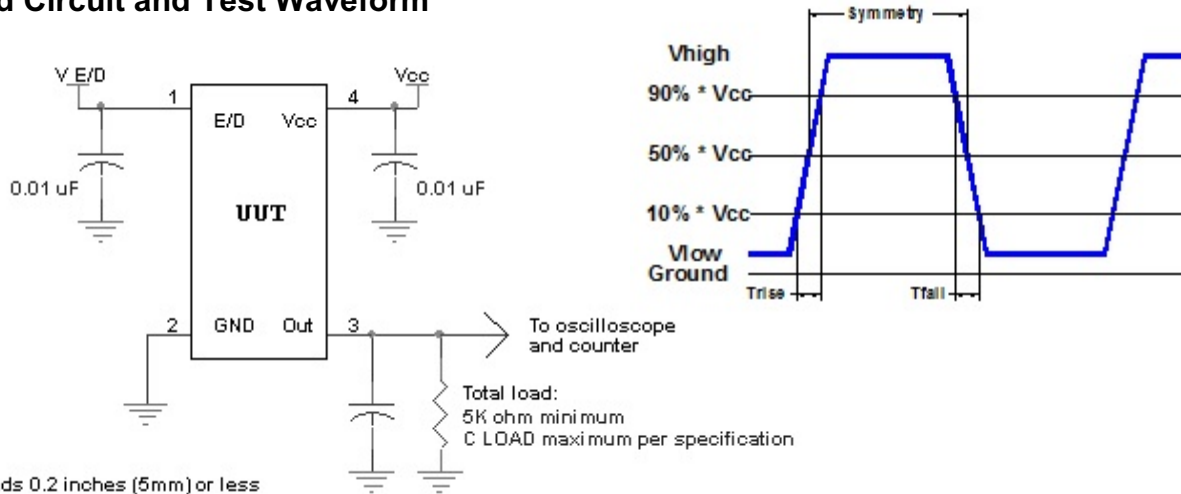 d Circuit and Test Waveform
V E/D
Vcc
1
4
E/D
Vcc
0.01 uF
0.01 uF
UUT
2
GND
Out
3
To oscilloscope
and counter
Total load:
5K ohm minimum
C LOAD maximum per specification
ds 0.2 inches (5mm) or less
Symmetry
Vhigh
90% * Vcc
50% * Vcc
10% * Vcc
Vlow
Ground
Trise
Tfall